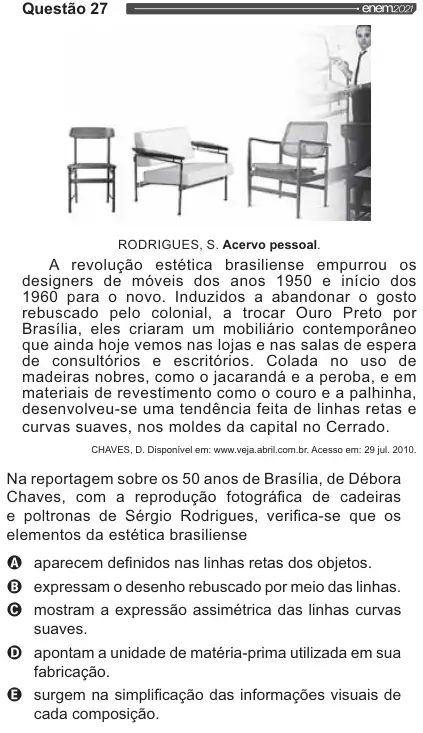 Questão 27
enem2021
RODRIGUES, S. Acervo pessoal.
A revolução estética brasiliense empurrou os
designers de móveis dos anos 1950 e início dos
1960 para o novo. Induzidos a abandonar o gosto
rebuscado pelo colonial, a trocar Ouro Preto por
Brasília, eles criaram um mobiliário contemporâneo
que ainda hoje vemos nas lojas e nas salas de espera
de consultórios e escritórios. Colada no uso de
madeiras nobres, como o jacarandá e a peroba, e em
materiais de revestimento como o couro e a palhinha,
desenvolveu-se uma tendência feita de linhas retas e
curvas suaves, nos moldes da capital no Cerrado.
CHAVES, D. Disponível em: www.veja.abril.com.br. Acesso em: 29 jul. 2010.
Na reportagem sobre os 50 anos de Brasília, de Débora
Chaves, com a reprodução fotográfica de cadeiras
e poltronas de Sérgio Rodrigues, verifica-se que os
elementos da estética brasiliense
A aparecem definidos nas linhas retas dos objetos.
B expressam o desenho rebuscado por meio das linhas.
C mostram a expressão assimétrica das linhas curvas
suaves.
D apontam a unidade de matéria-prima utilizada em sua
fabricação.
E surgem na simplificação das informações visuais de
cada composição.